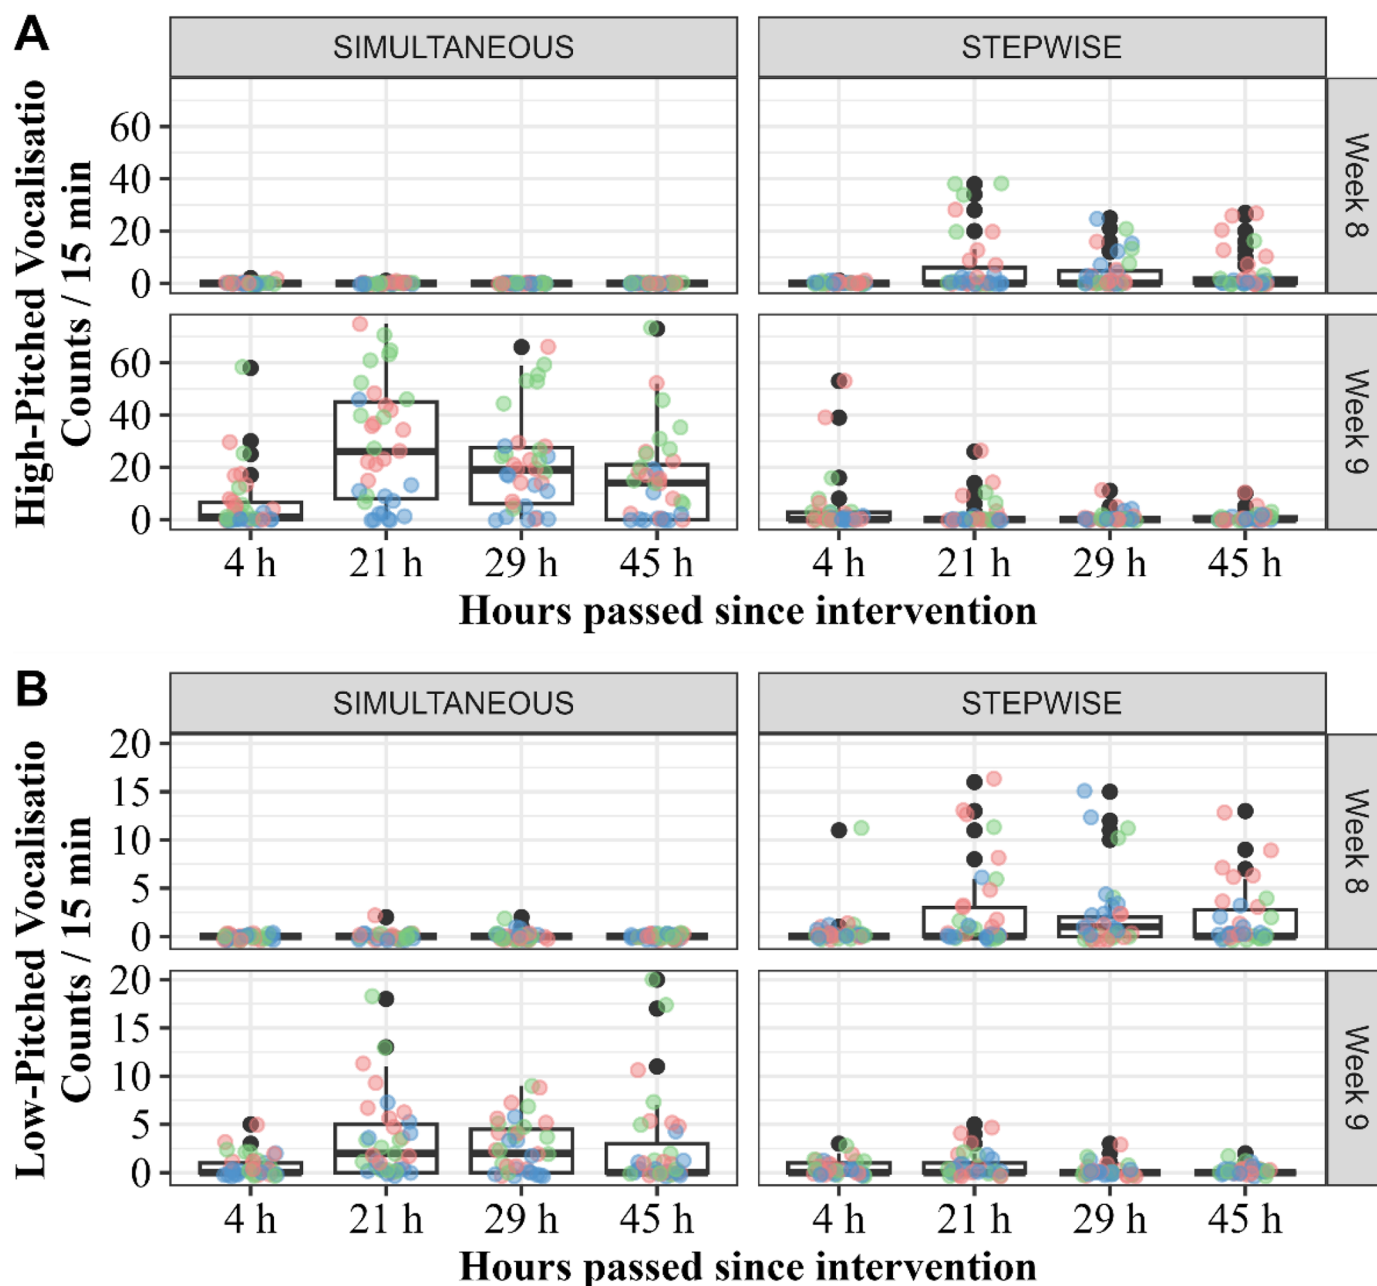 A
SIMULTANEOUS
STEPWISE
High-Pitched Vocalisatio
Counts / 15 min
60
40
20
0
Week 8
60
40
20
0
Week 9
4 h 21 h 29 h 45 h
4 h 21 h 29 h 45 h
Hours passed since intervention
B
SIMULTANEOUS
STEPWISE
Low-Pitched Vocalisatio
Counts / 15 min
20
15
10
5
0
Week 8
20
15
10
5
0
Week 9
4 h 21 h 29 h 45 h
4 h 21 h 29 h 45 h
Hours passed since intervention